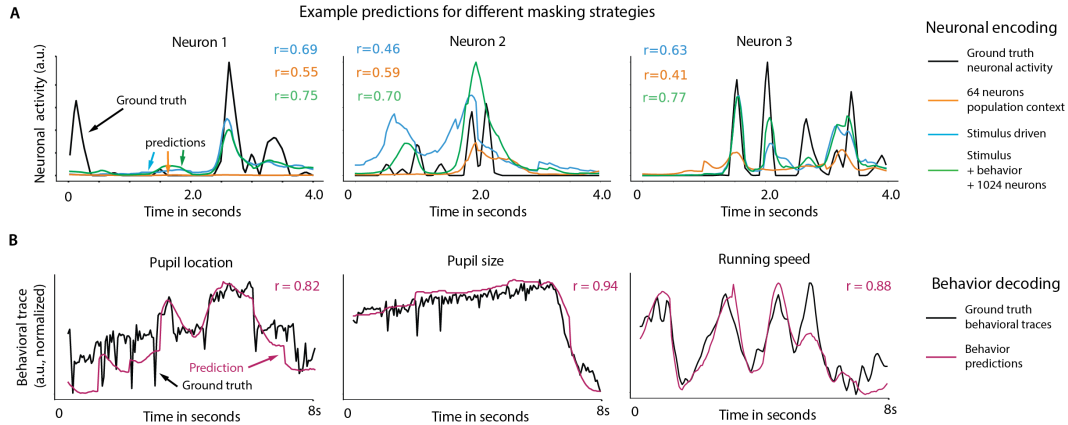 A
Example predictions for different masking strategies
Neuronal activity (a.u.)
Neuron 1
r=0.69
r=0.55
r=0.75
Ground truth
predictions
0
2.0
4.0
Time in seconds
Neuron 2
r=0.46
r=0.59
r=0.70
0
2.0
4.0
Time in seconds
Neuron 3
r=0.63
r=0.41
r=0.77
0
2.0
4.0
Time in seconds
Neuronal encoding
Ground truth
neuronal activity
64 neurons
population context
Stimulus driven
Stimulus
+ behavior
+ 1024 neurons
B
Behavioral trace
(a.u, normalized)
Pupil location
r = 0.82
Prediction
Ground truth
0
8s
Time in seconds
Pupil size
r = 0.94
0
8s
Time in seconds
Running speed
r = 0.88
0
8s
Time in seconds
Behavior decoding
Ground truth
behavioral traces
Behavior
predictions